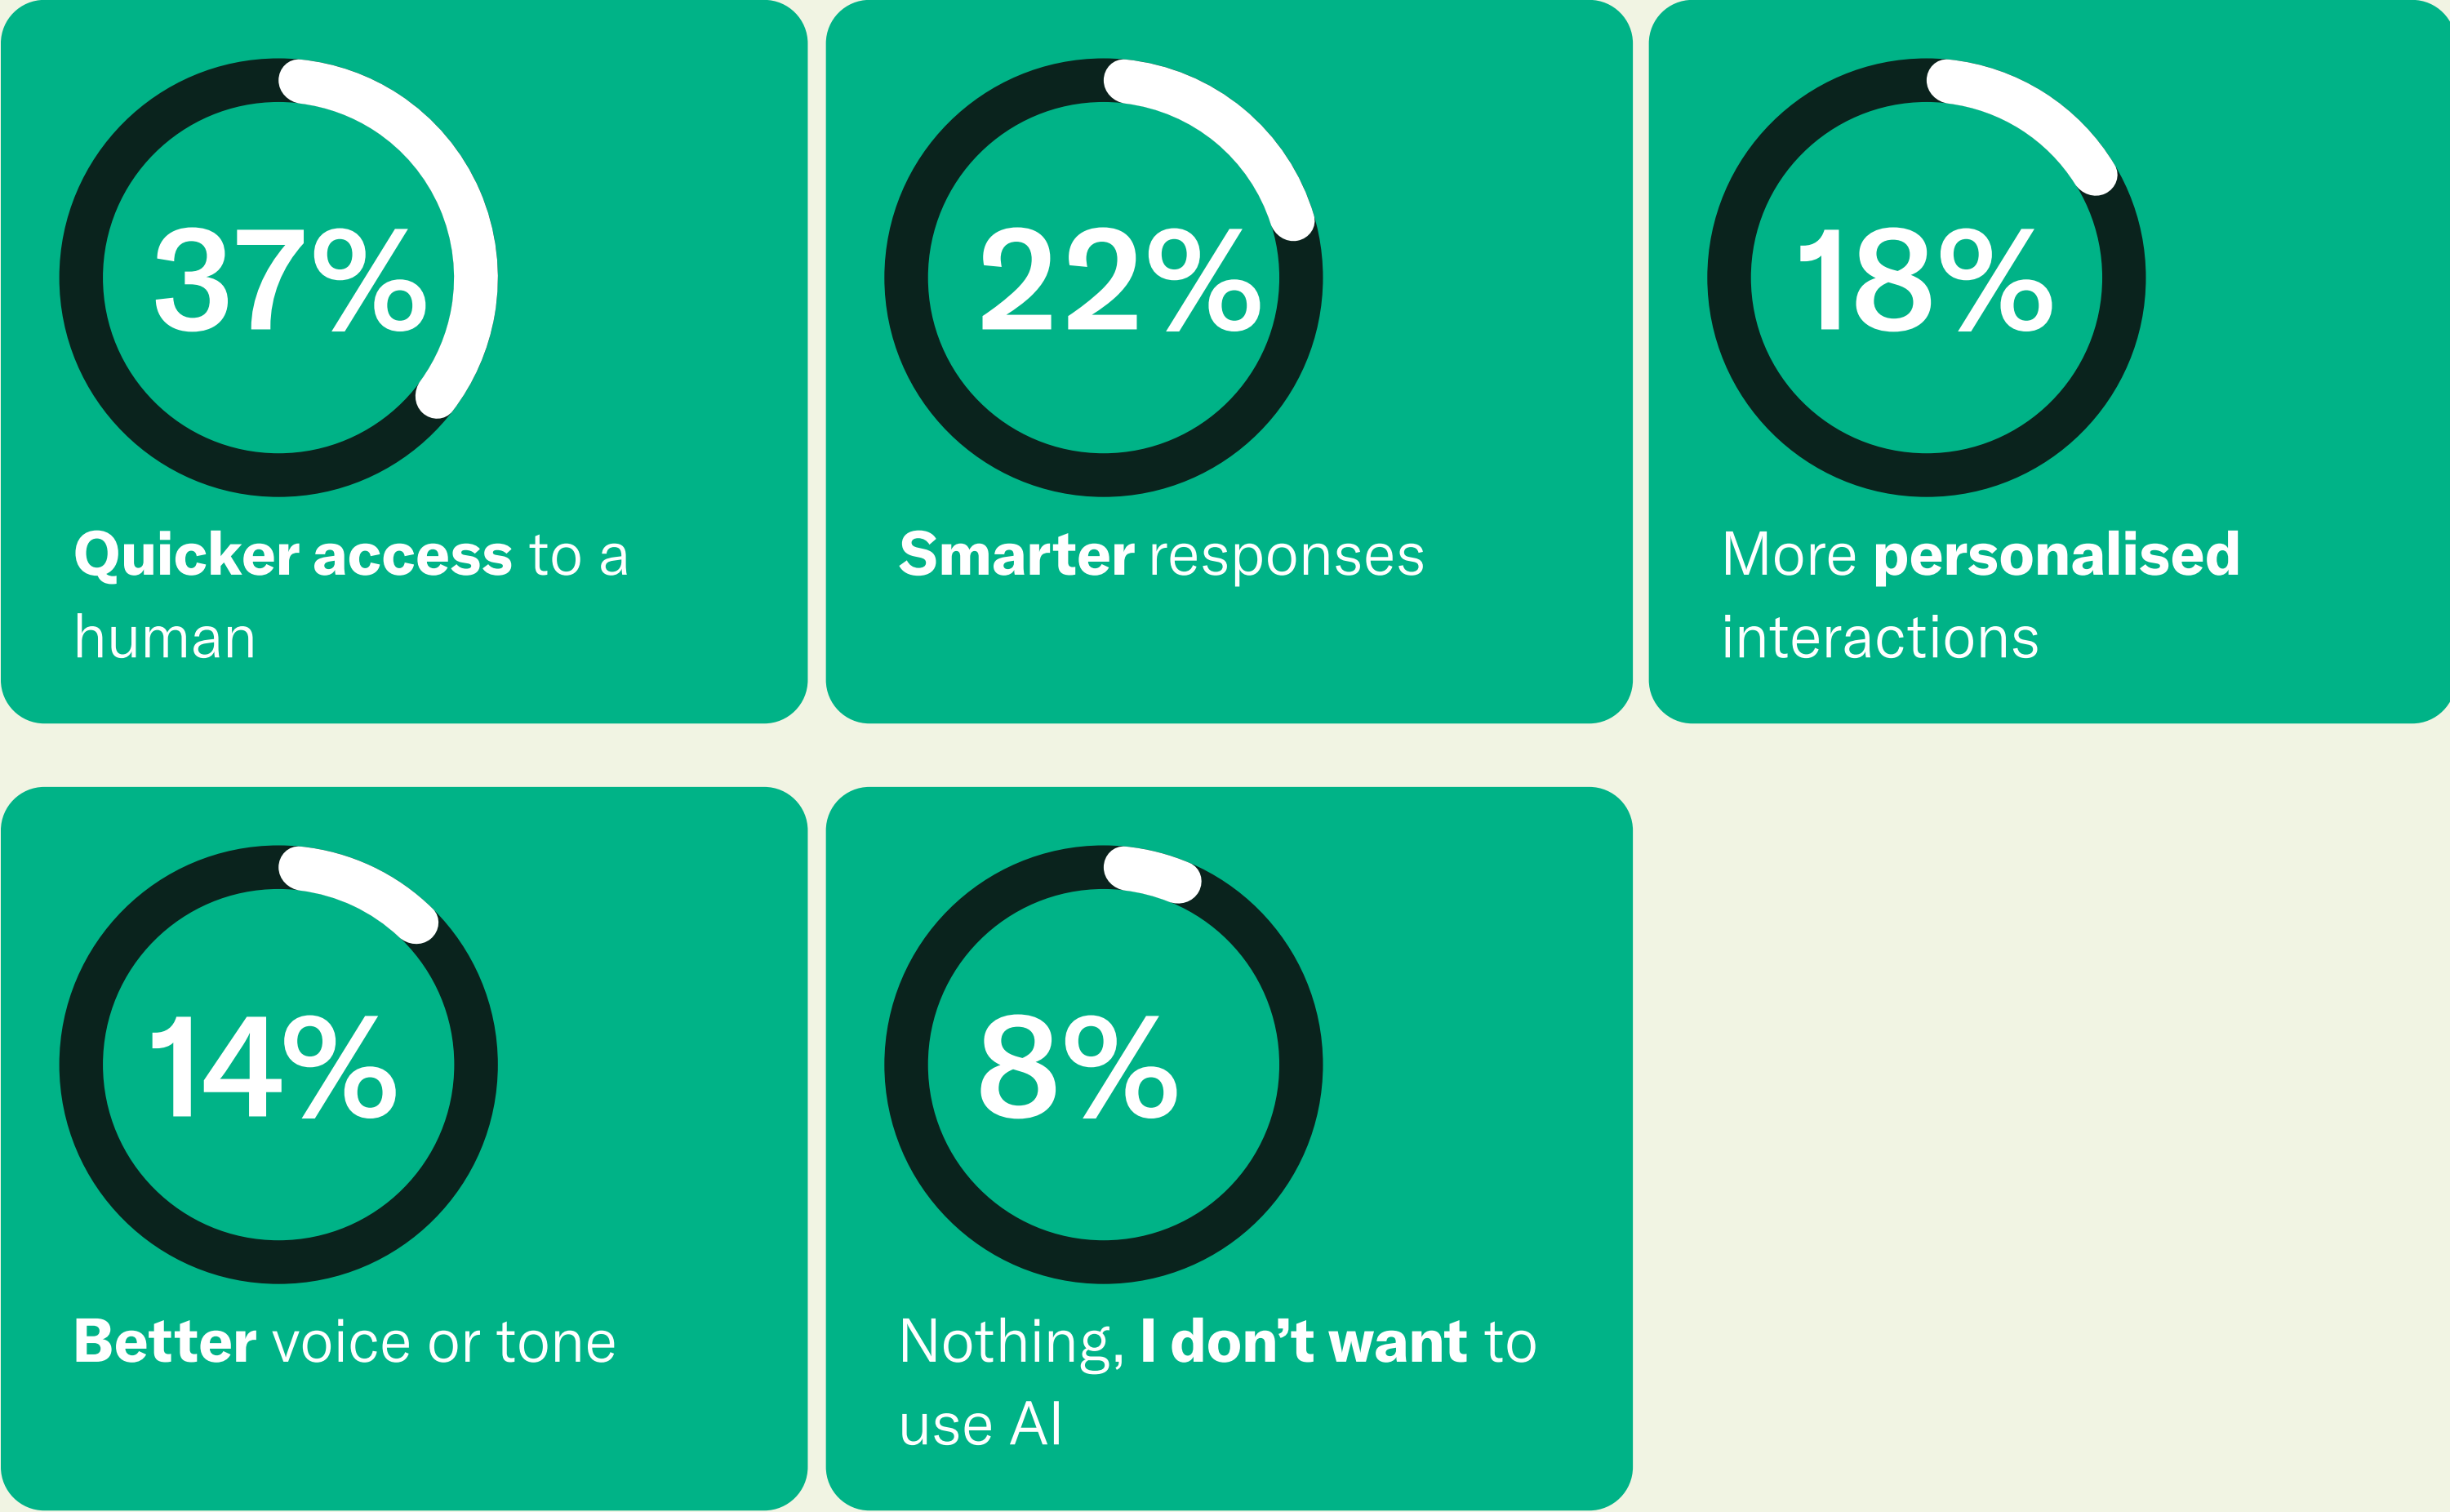 37%
Quicker access to a
human
22%
Smarter responses
18%
More personalised
interactions
14%
Better voice or tone
8%
Nothing, I don't want to
use AI